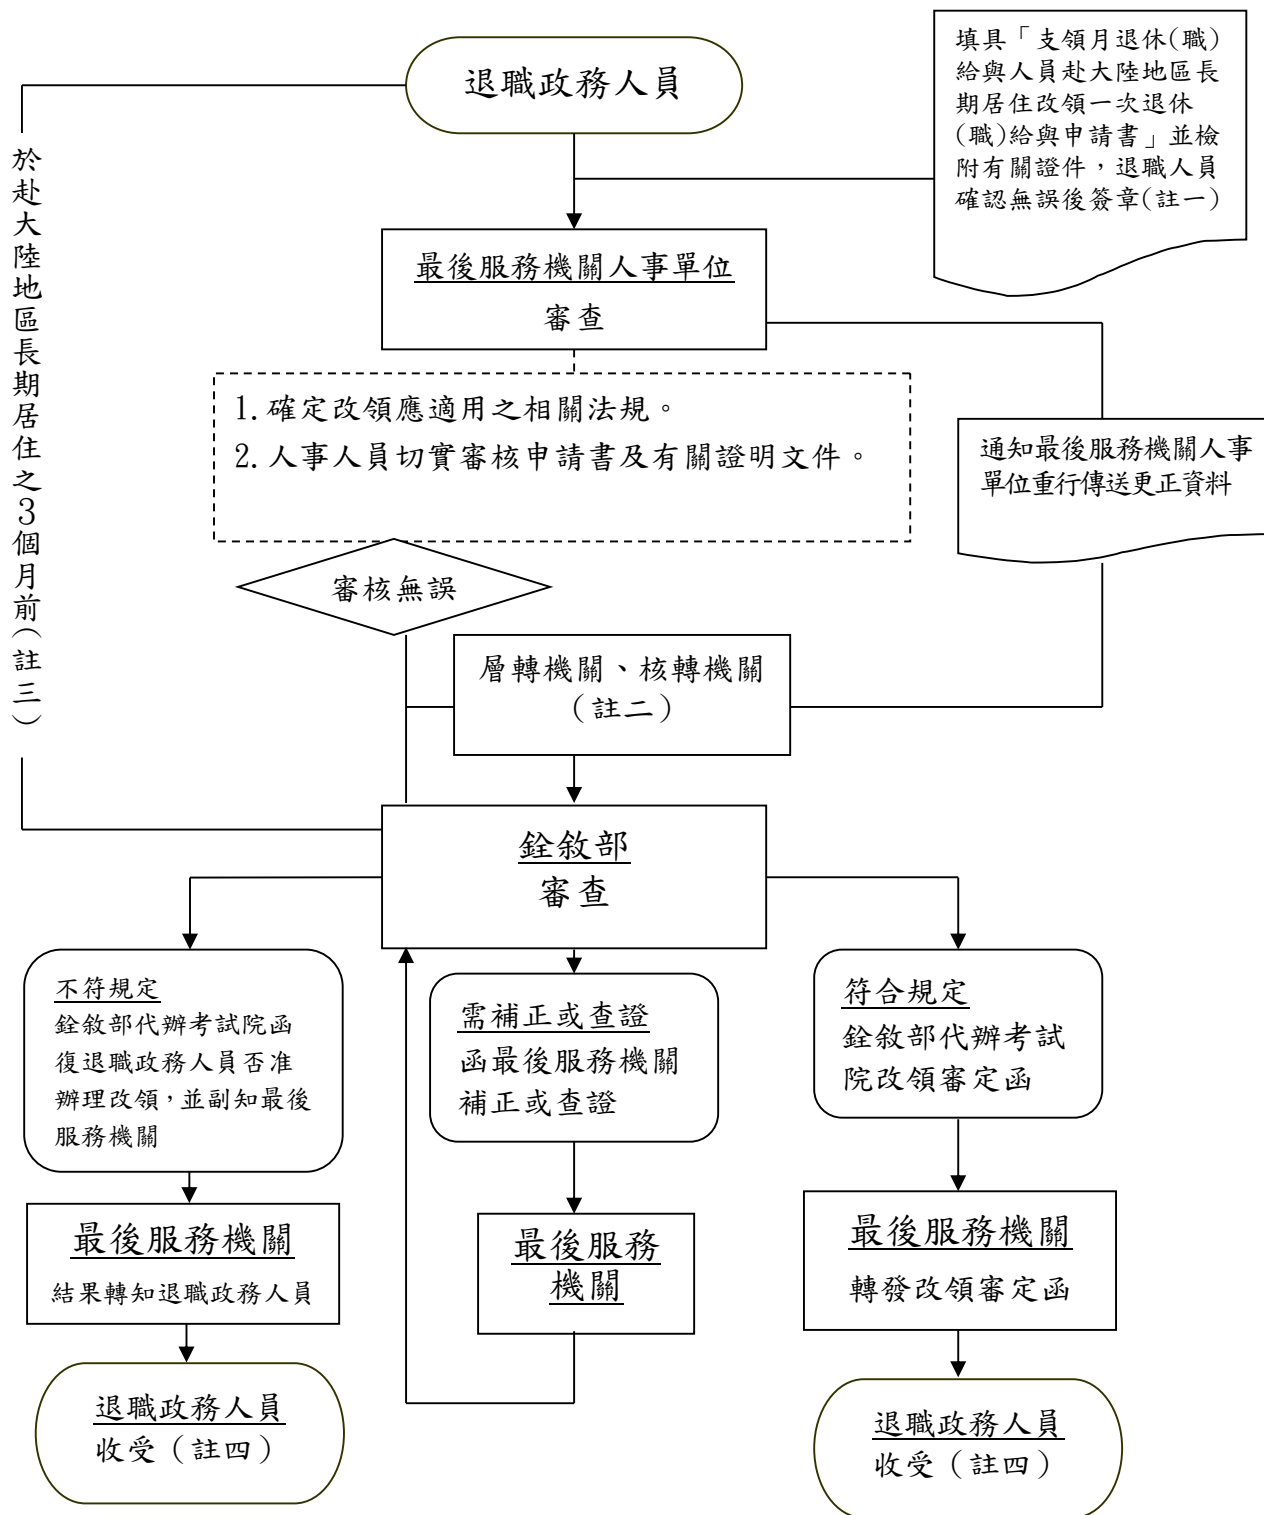 退職政務人員
填具「支領月退休(職)
給與人員赴大陸地區長
期居住改領一次退休
(職)給與申請書」並檢
附有關證件，退職人員
確認無誤後簽章(註一)
於赴大陸地區長期居住之3個月前(註三)
最後服務機關人事單位
審查
1.確定改領應適用之相關法規。
2.人事人員切實審核申請書及有關證明文件。
通知最後服務機關人事
單位重行傳送更正資料
審核無誤
層轉機關、核轉機關
（註二）
銓敘部
審查
不符規定
銓敘部代辦考試院函
復退職政務人員否准
辦理改領，並副知最後
服務機關
需補正或查證
函最後服務機關
補正或查證
符合規定
銓敘部代辦考試
院改領審定函
最後服務機關
結果轉知退職政務人員
最後服務
機關
最後服務機關
轉發改領審定函
退職政務人員
收受（註四）
退職政務人員
收受（註四）